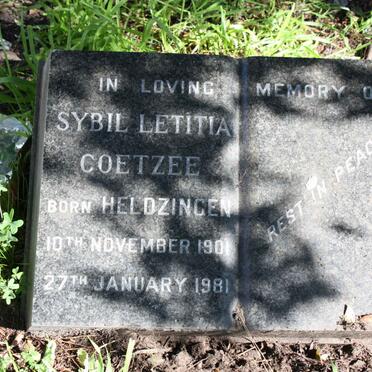 IN LOVING MEMORY O
SYBIL LETITIA
COETZEE
BORN HELDZINGEN
10TH NOVEMBER 1901
27TH JANUARY 1981
REST IN PEAC